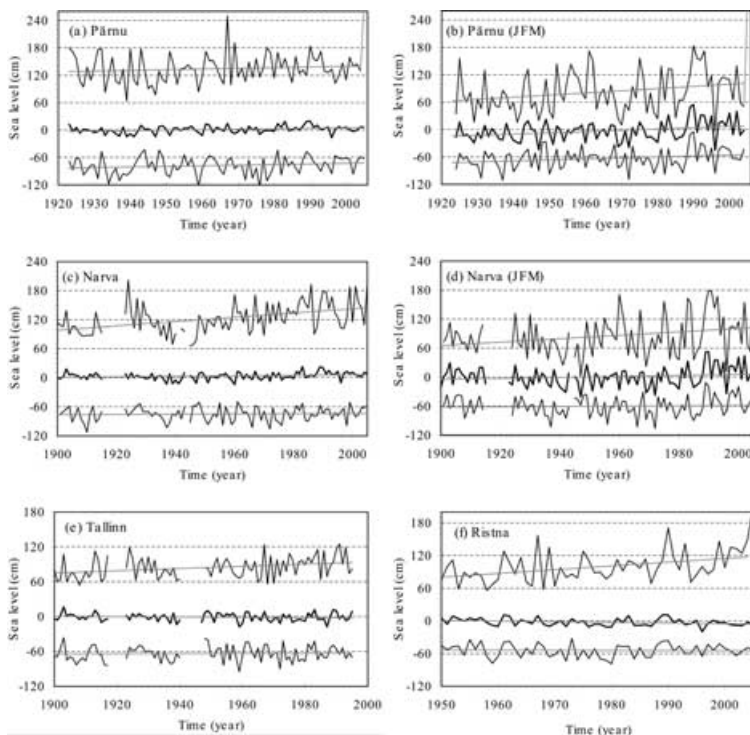 (a) Pärnu
240
180
120
60
0
-60
-120
Sea level (cm)
1920 1930 1940 1950 1960 1970 1980 1990 2000
Time (year)
(b) Pärnu (JFM)
240
180
120
60
0
-60
-120
Sea level (cm)
1920 1930 1940 1950 1960 1970 1980 1990 2000
Time (year)
(c) Narva
240
180
120
60
0
-60
-120
Sea level (cm)
1900 1920 1940 1960 1980 2000
Time (year)
(d) Narva (JFM)
240
180
120
60
0
-60
-120
Sea level (cm)
1900 1920 1940 1960 1980 2000
Time (year)
(e) Tallinn
180
120
60
0
-60
-120
Sea level (cm)
1900 1920 1940 1960 1980 2000
Time (year)
(f) Ristna
180
120
60
0
-60
-120
Sea level (cm)
1950 1960 1970 1980 1990 2000
Time (year)